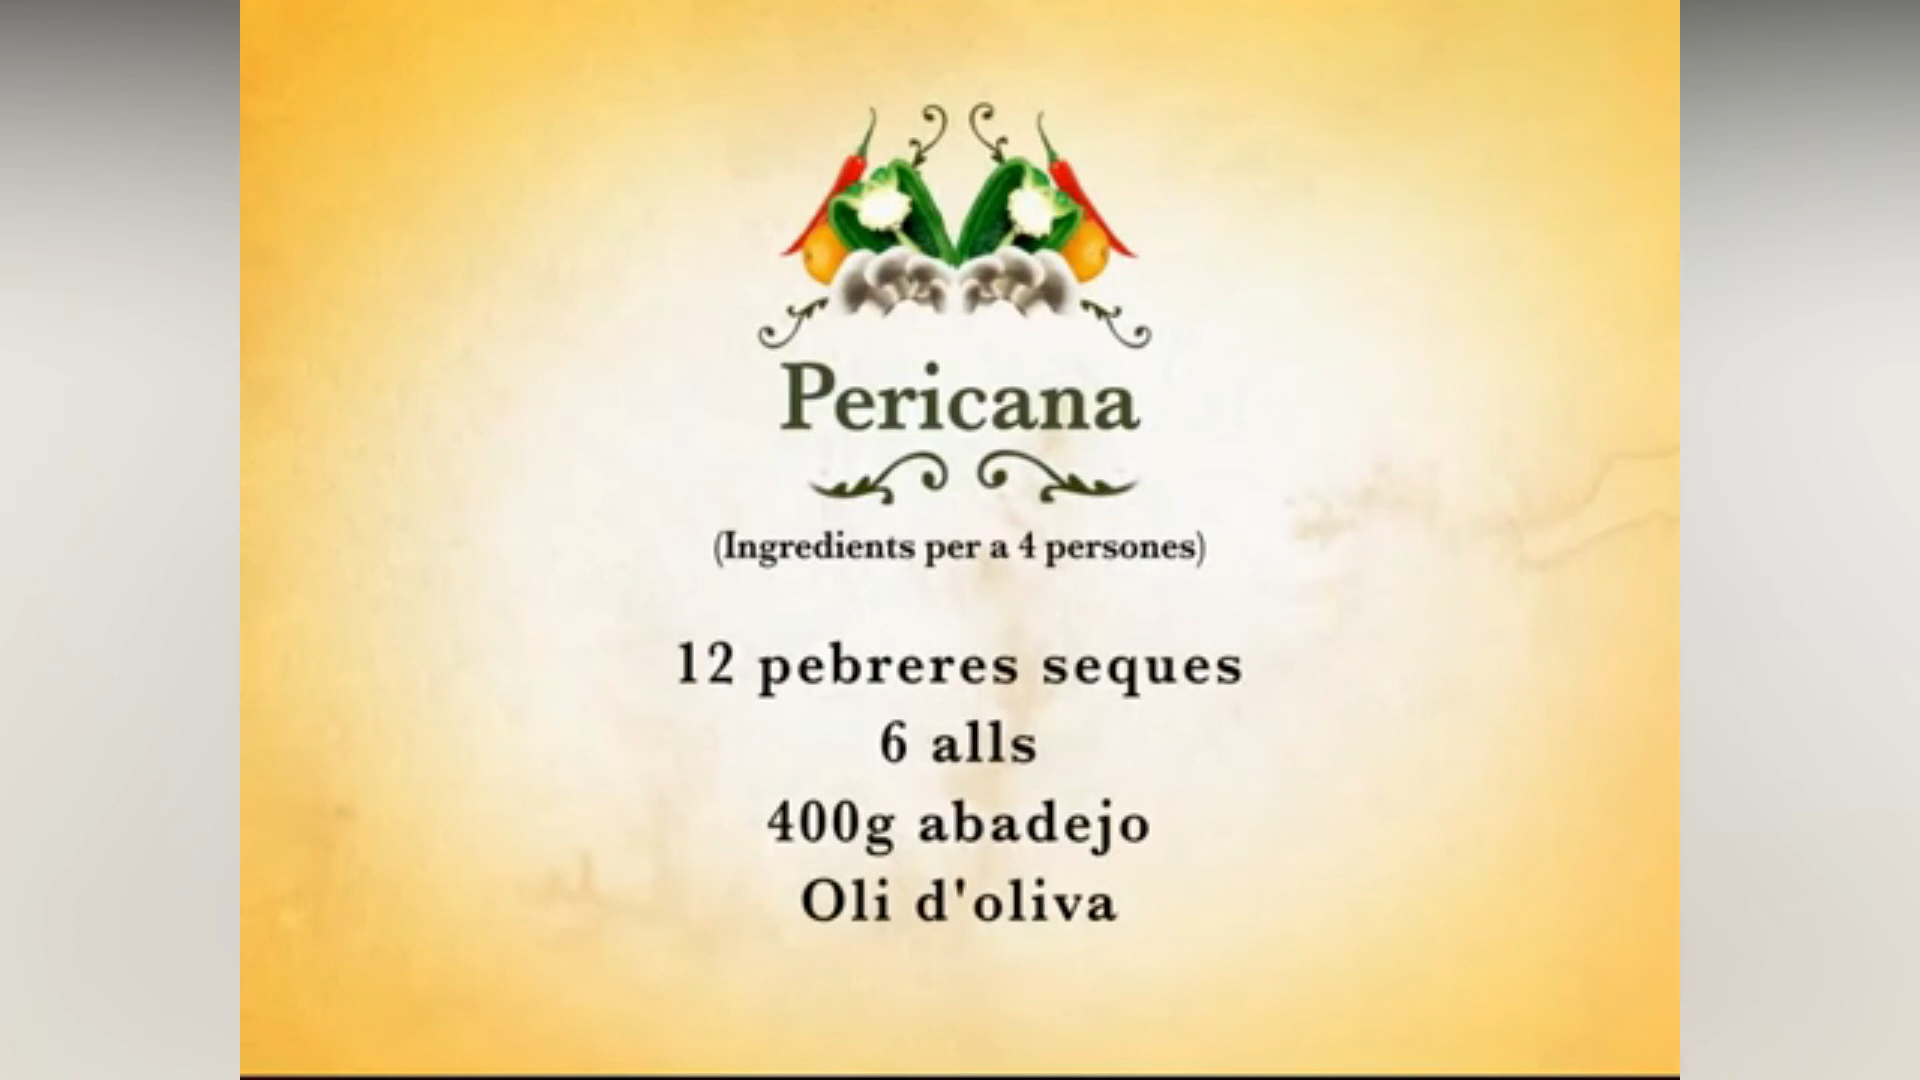 Pericana
(Ingredients per a 4 persones)
12 pebreres seques
6 alls
400g abadejo
Oli d'oliva